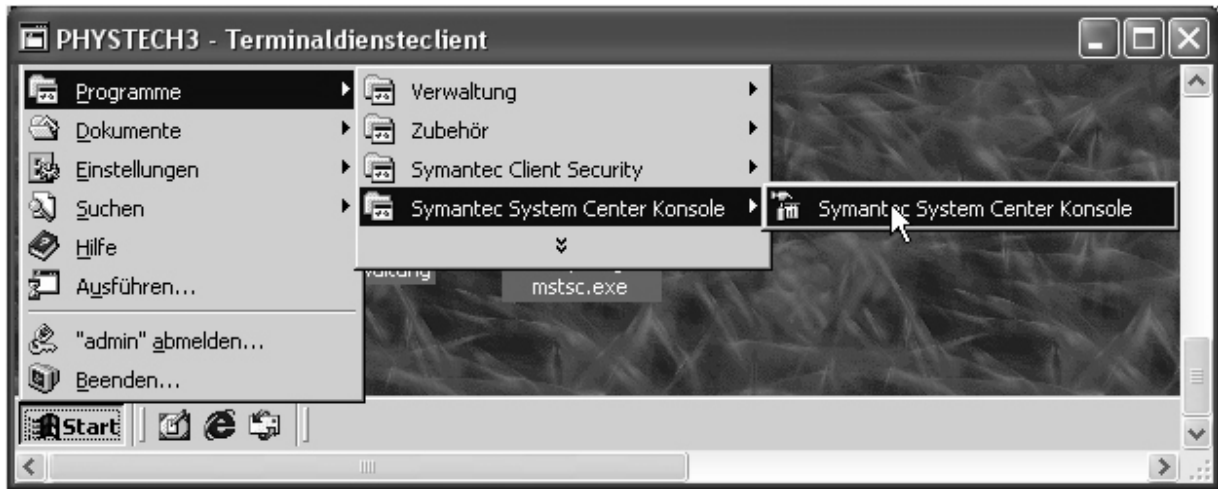 PHYSTECH3 - Terminaldiensteclient
Programme
Dokumente
Einstellungen
Suchen
Hilfe
Ausführen...
"admin" abmelden...
Beenden...
Verwaltung
Zubehör
Symantec Client Security
Symantec System Center Konsole
Symantec System Center Konsole
mstsc.exe
Start